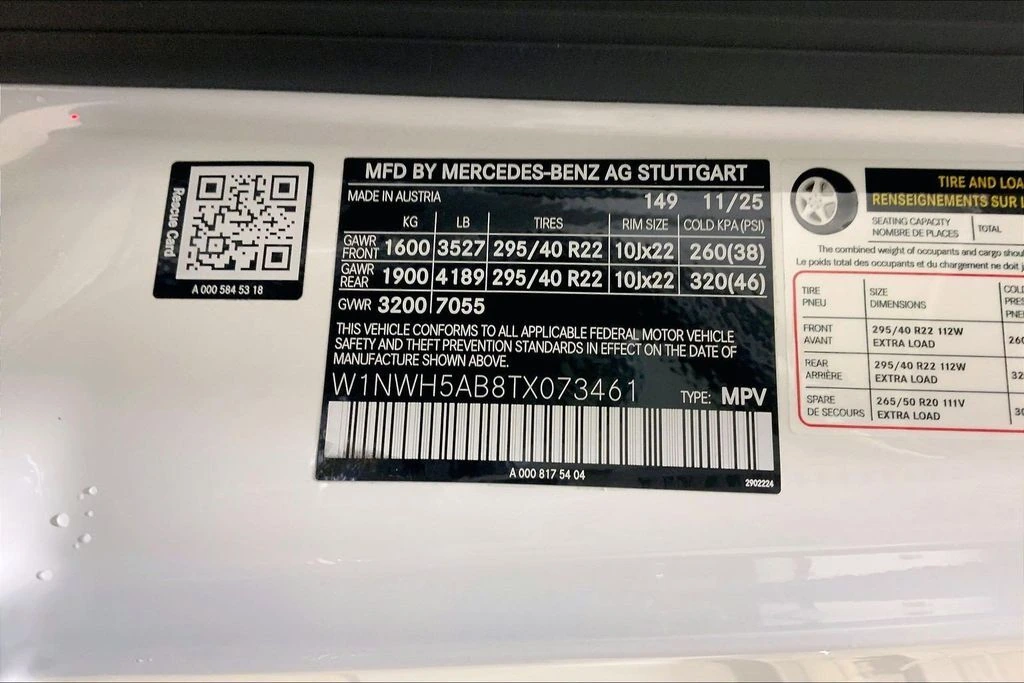 Rescue Card
A 000 584 53 18
MFD BY MERCEDES-BENZ AG STUTTGART
MADE IN AUSTRIA 149 11/25
KG LB TIRES RIM SIZE COLD KPA(PSI)
GAWR FRONT 1600 3527 295/40 R22 10Jx22 260(38)
GAWR REAR 1900 4189 295/40 R22 10Jx22 320(46)
GVWR 3200 7055
THIS VEHICLE CONFORMS TO ALL APPLICABLE FEDERAL MOTOR VEHICLE
SAFETY AND THEFT PREVENTION STANDARDS IN EFFECT ON THE DATE OF
MANUFACTURE SHOWN ABOVE.
W1NWH5AB8TX073461 TYPE: MPV
A 000 817 54 04
2902224
TIRE AND LOA
RENSEIGNEMENTS SUR L
SEATING CAPACITY
NOMBRE DE PLACES
TOTAL
The combined weight of occupants and cargo shou
Le poids total des occupants et du chargement ne doit j
TIRE
PNEU
SIZE
DIMENSIONS
COLD
PRES
PNE
FRONT
AVANT
295/40 R22 112W
EXTRA LOAD
260
REAR
ARRIÈRE
295/40 R22 112W
EXTRA LOAD
32
SPARE
DE SECOURS
265/50 R20 111V
EXTRA LOAD
30